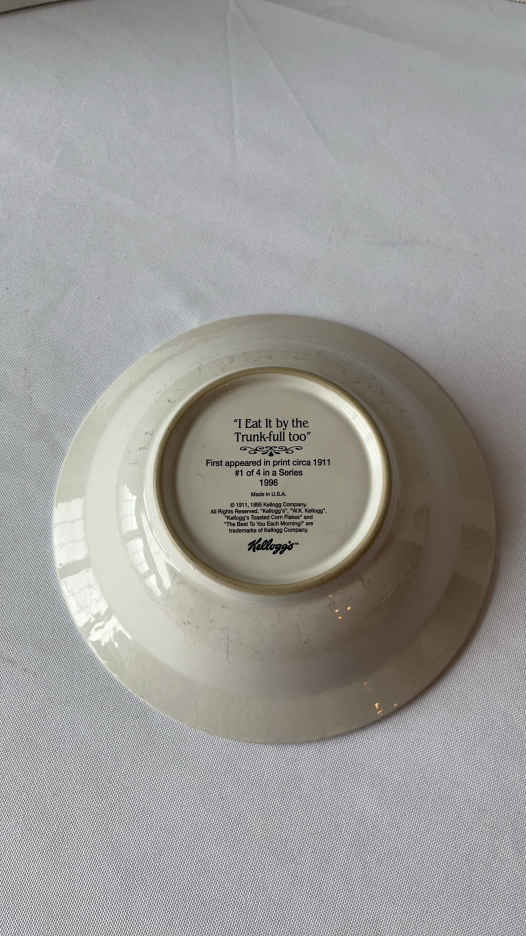 "I Eat It by the
Trunk-full too"
First appeared in print circa 1911
#1 of 4 in a Series
1996
Made in U.S.A.
© 1911, 1995 Kellogg Company.
All Rights Reserved. "Kellogg's", "W.K. Kellogg",
"Kellogg's Toasted Corn Flakes" and
"The Best To You Each Morning!" are
trademarks of Kellogg Company.
Kellogg's™